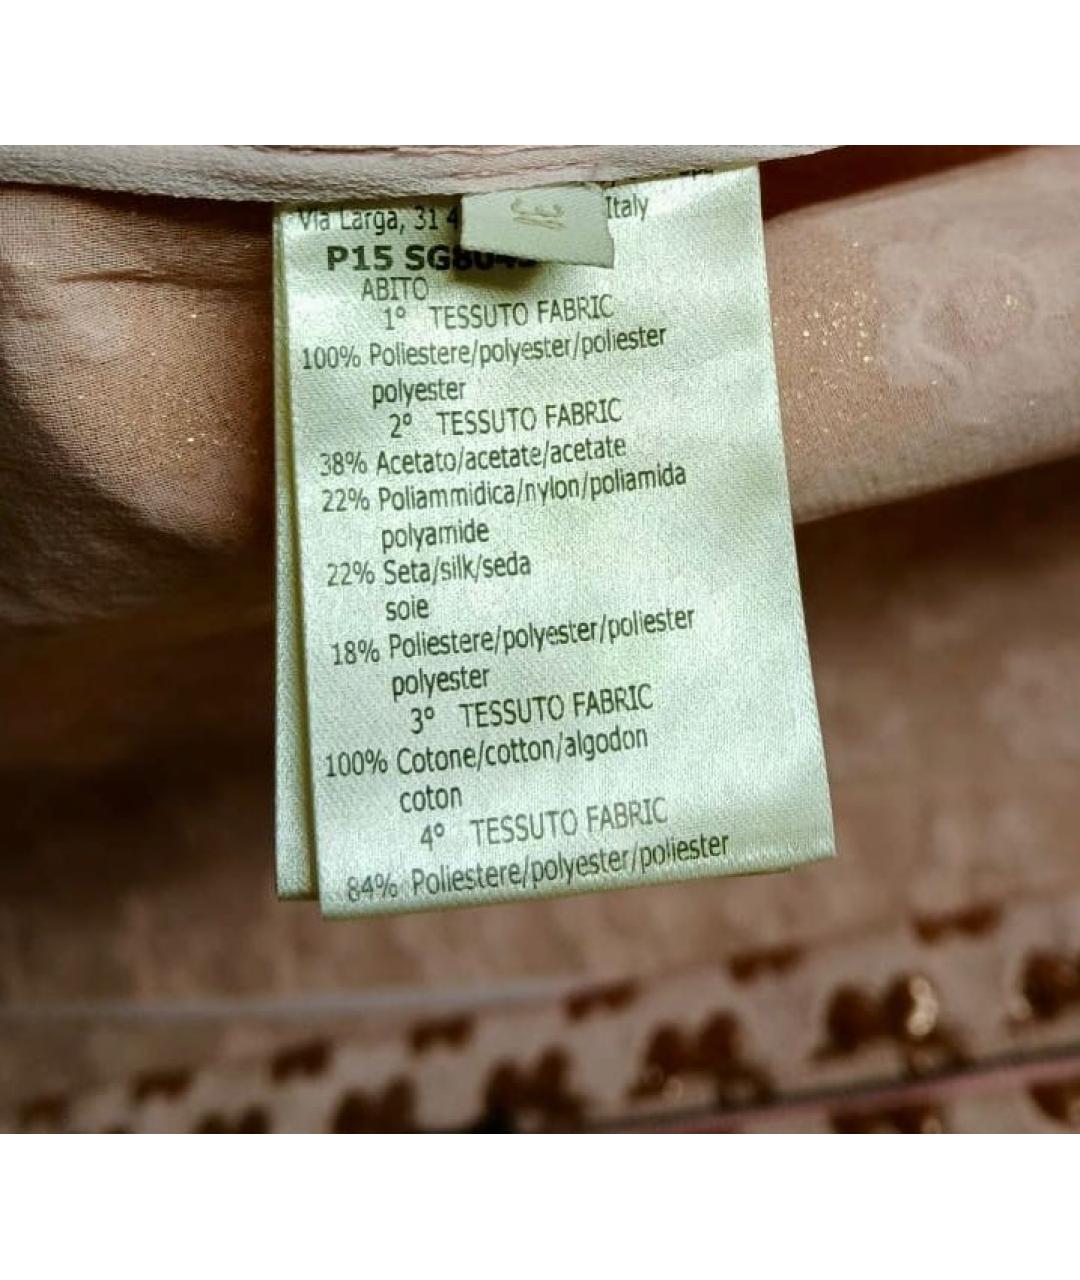 Via Larga, 31 4 Italy
P15
ABITO
1° TESSUTO FABRIC
100% Poliestere/polyester/poliester
polyester
2° TESSUTO FABRIC
38% Acetato/acetate/acetate
22% Poliammidica/nylon/poliamida
polyamide
22% Seta/silk/seda
soie
18% Poliestere/polyester/poliester
polyester
3° TESSUTO FABRIC
100% Cotone/cotton/algodon
coton
4° TESSUTO FABRIC
84% Poliestere/polyester/poliester